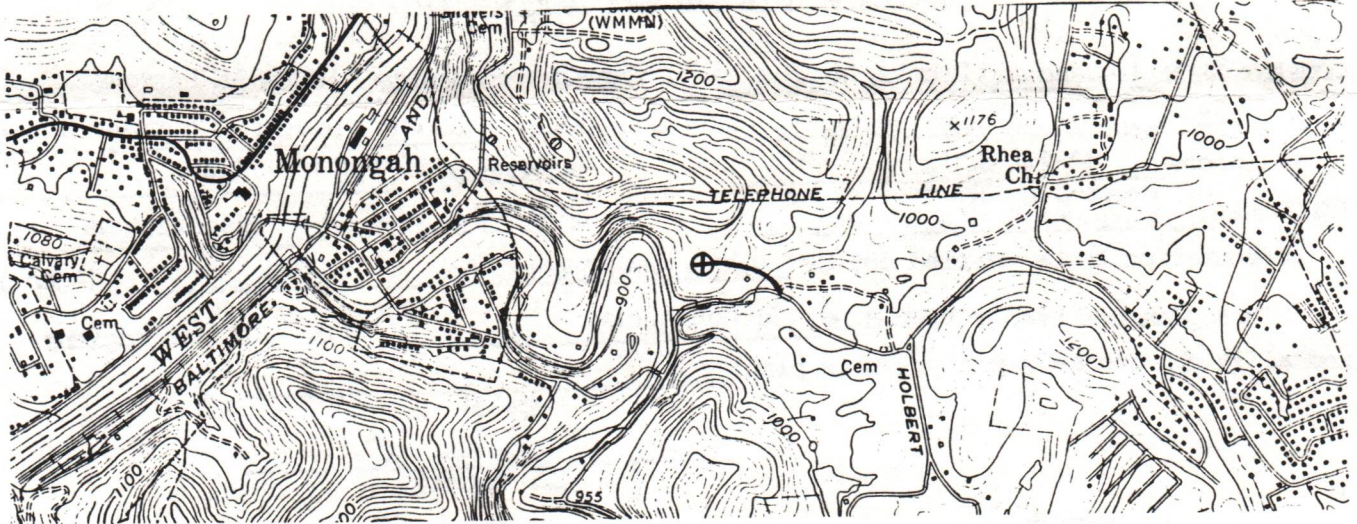 Cem
(WMMN)
1200
AND
1176
1000
Monongah
Reservoirs
Rhea
Ch
TELEPHONE LINE
1000
1080
Calvary
Cem
900
Cem
WEST
BALTIMORE
1100
Cem
HOLBERT
1000
1100
955